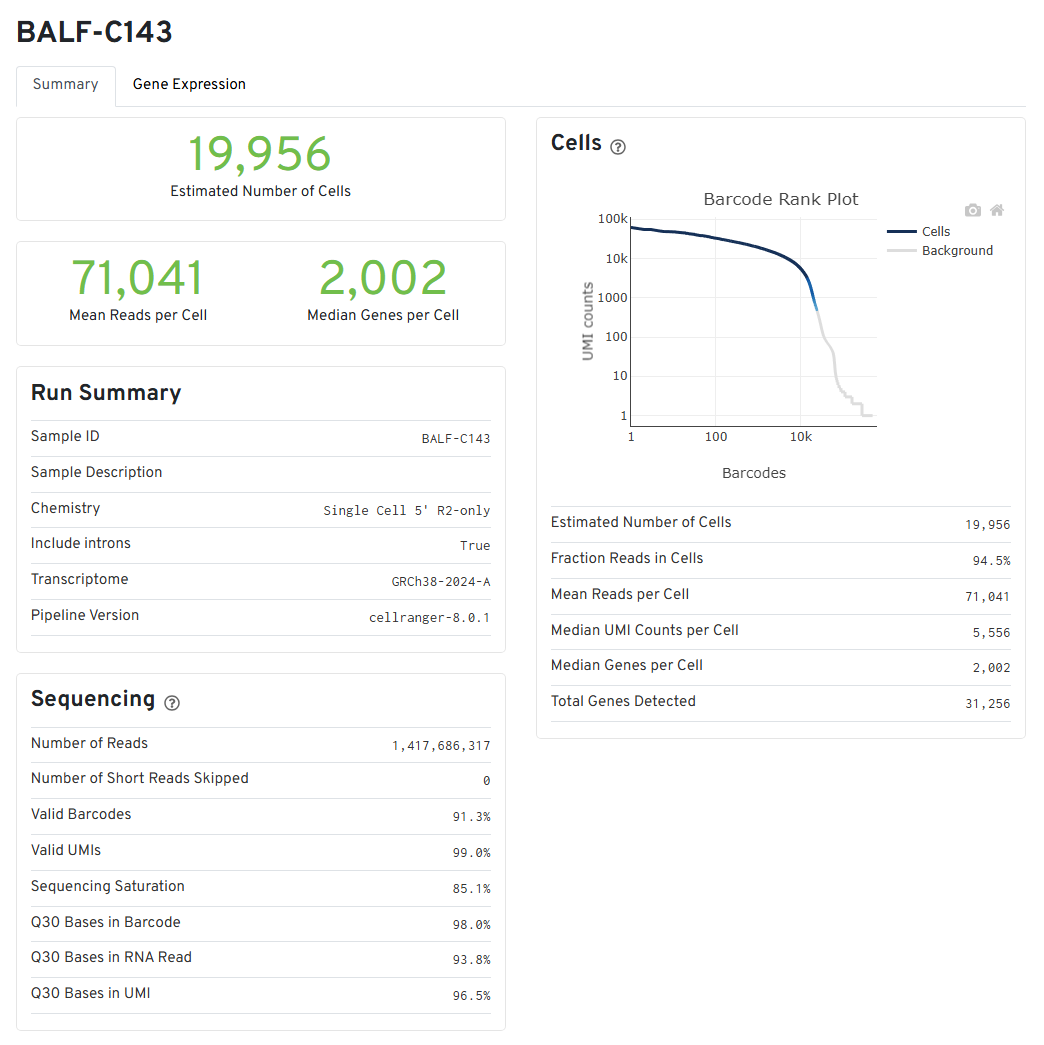 BALF-C143
Summary
Gene Expression
19,956
Estimated Number of Cells
71,041
Mean Reads per Cell
2,002
Median Genes per Cell
Run Summary
Sample ID BALF-C143
Sample Description
Chemistry Single Cell 5' R2-only
Include introns True
Transcriptome GRCh38-2024-A
Pipeline Version cellranger-8.0.1
Sequencing ?
Number of Reads 1,417,686,317
Number of Short Reads Skipped 0
Valid Barcodes 91.3%
Valid UMIs 99.0%
Sequencing Saturation 85.1%
Q30 Bases in Barcode 98.0%
Q30 Bases in RNA Read 93.8%
Q30 Bases in UMI 96.5%
Cells ?
Barcode Rank Plot
100k
10k
1000
100
10
1
UMI counts
1 100 10k
Barcodes
Cells
Background
Estimated Number of Cells 19,956
Fraction Reads in Cells 94.5%
Mean Reads per Cell 71,041
Median UMI Counts per Cell 5,556
Median Genes per Cell 2,002
Total Genes Detected 31,256